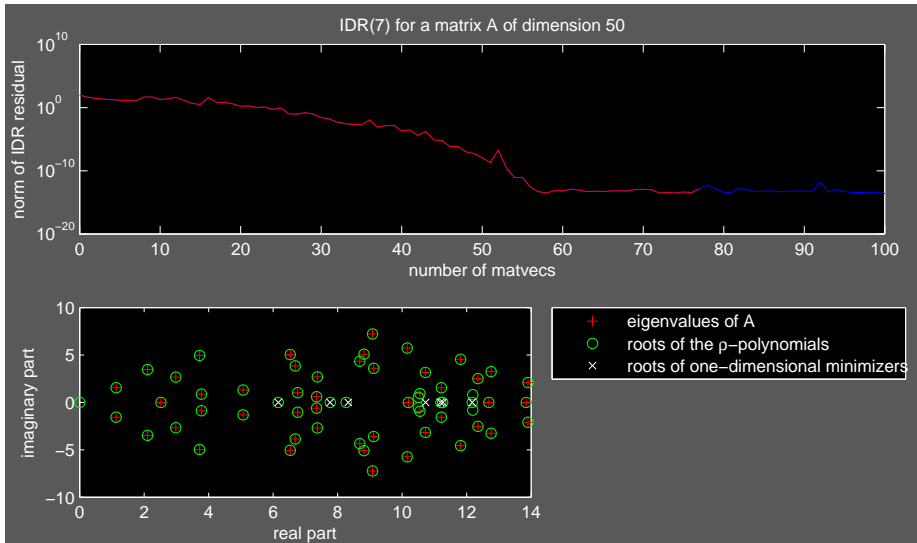 IDR(7) for a matrix A of dimension 50
norm of IDR residual
10^10
10^0
10^−10
10^−20
0 10 20 30 40 50 60 70 80 90 100
number of matvecs
imaginary part
10
5
0
−5
−10
0 2 4 6 8 10 12 14
real part
eigenvalues of A
roots of the ρ−polynomials
roots of one−dimensional minimizers